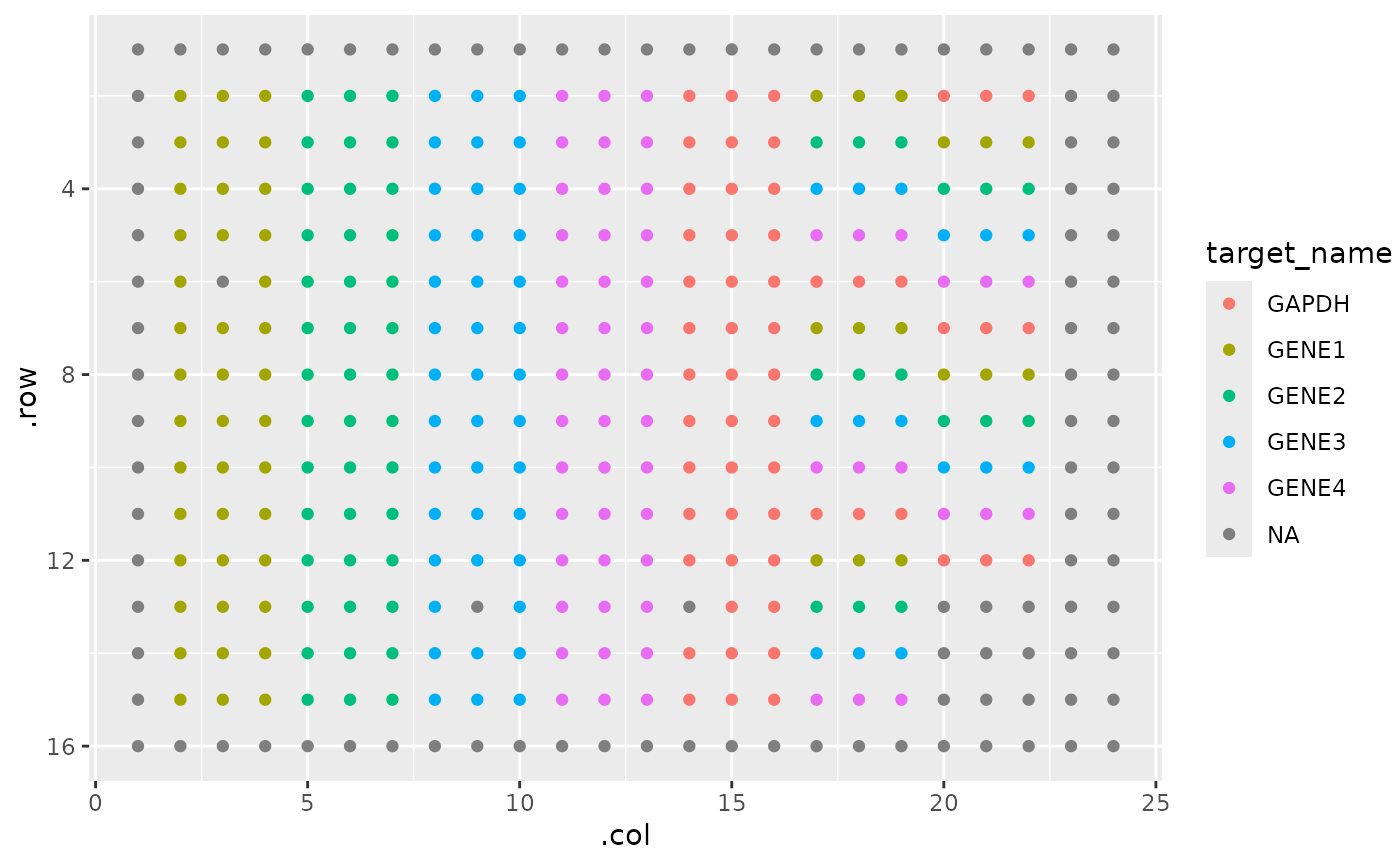 4
8
12
16
0 5 10 15 20 25
.col
.row
target_name
GAPDH
GENE1
GENE2
GENE3
GENE4
NA